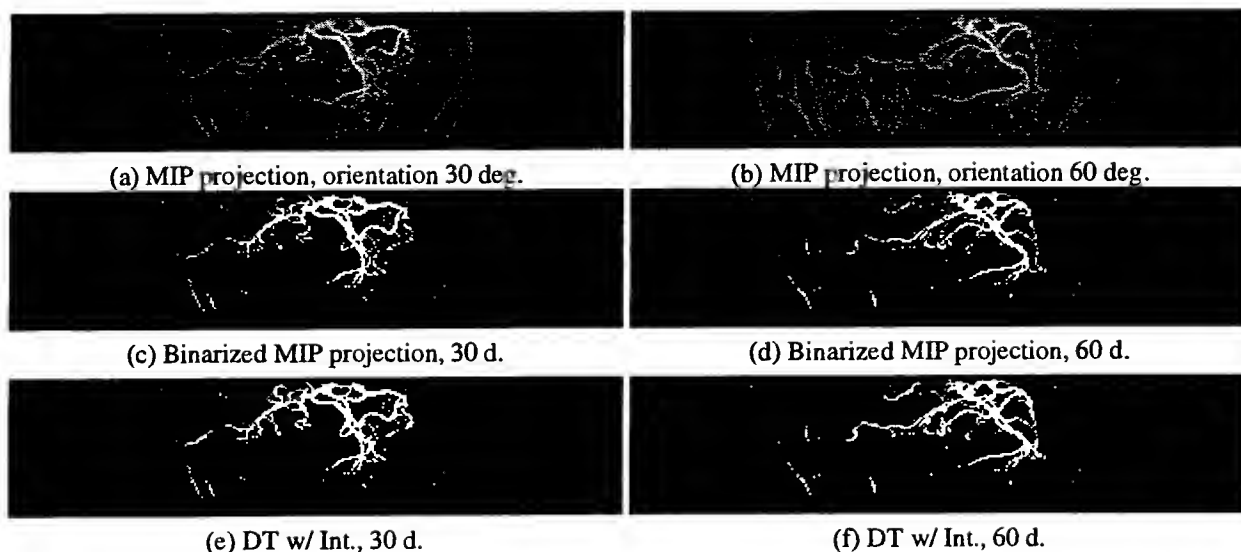 (a) MIP projection, orientation 30 deg.
(b) MIP projection, orientation 60 deg.
(c) Binarized MIP projection, 30 d.
(d) Binarized MIP projection, 60 d.
(e) DT w/ Int., 30 d.
(f) DT w/ Int., 60 d.